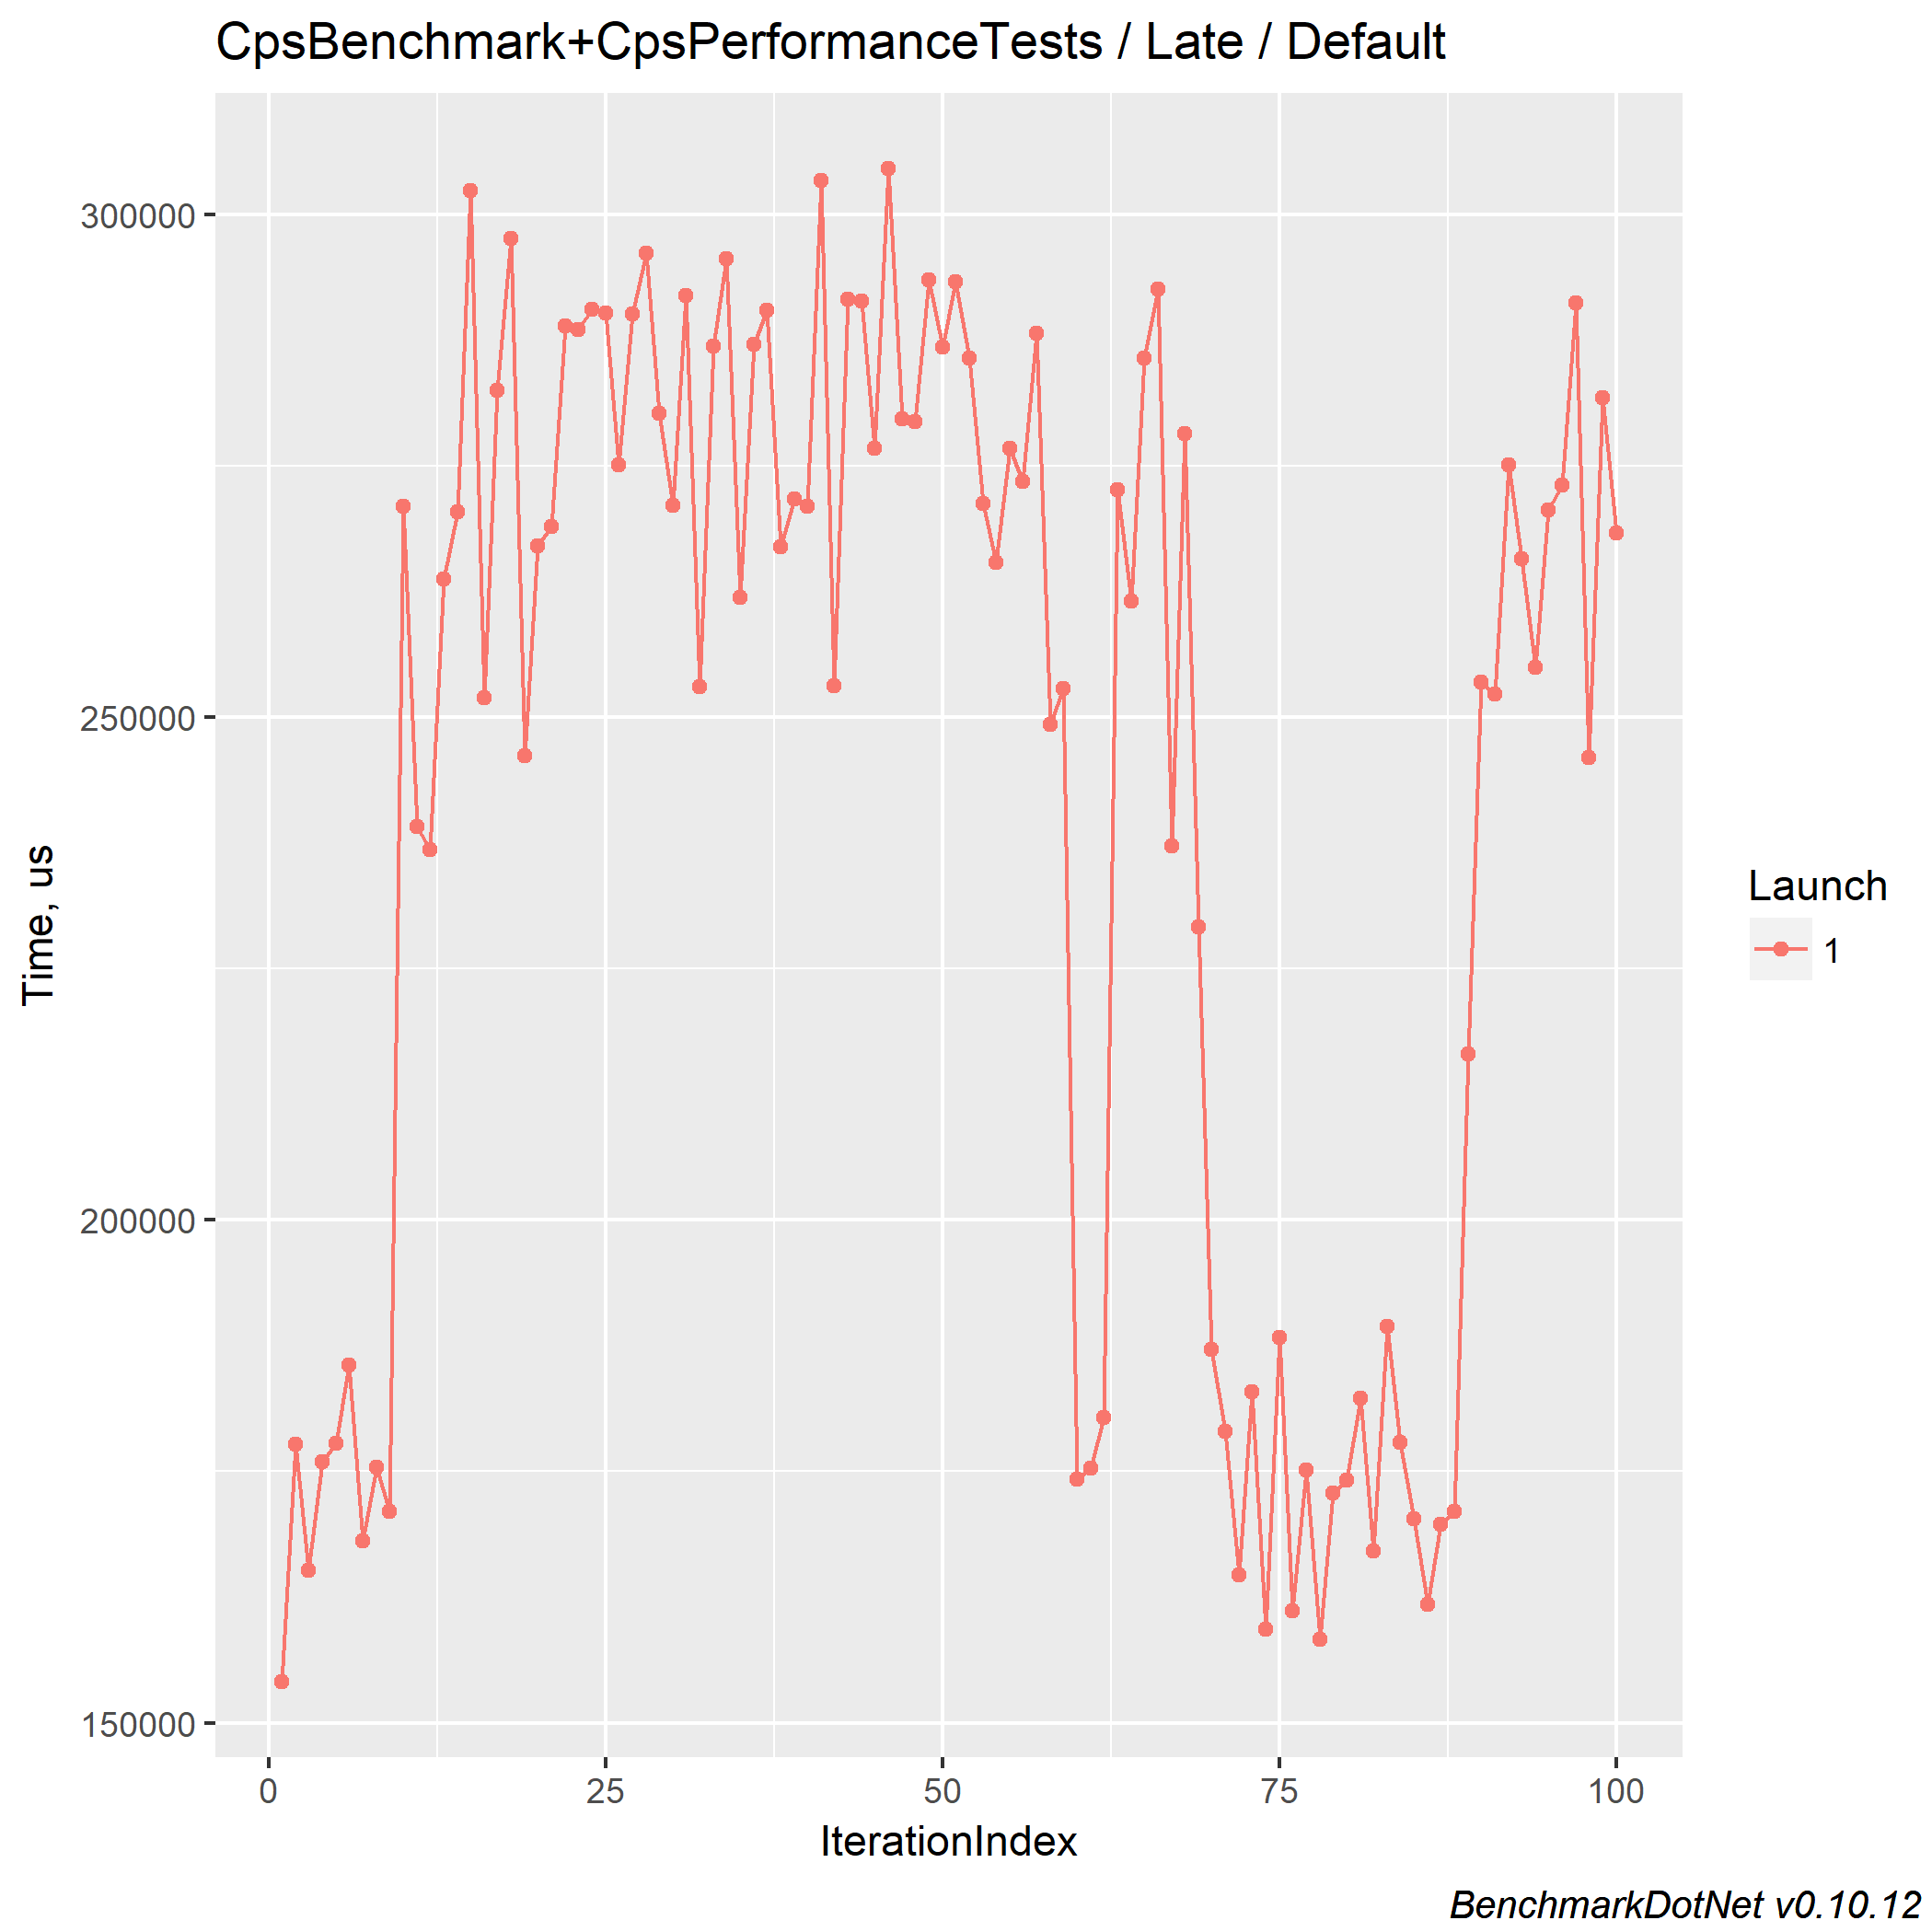 CpsBenchmark+CpsPerformanceTests / Late / Default
Time, us
300000
250000
200000
150000
0 25 50 75 100
IterationIndex
Launch
1
BenchmarkDotNet v0.10.12